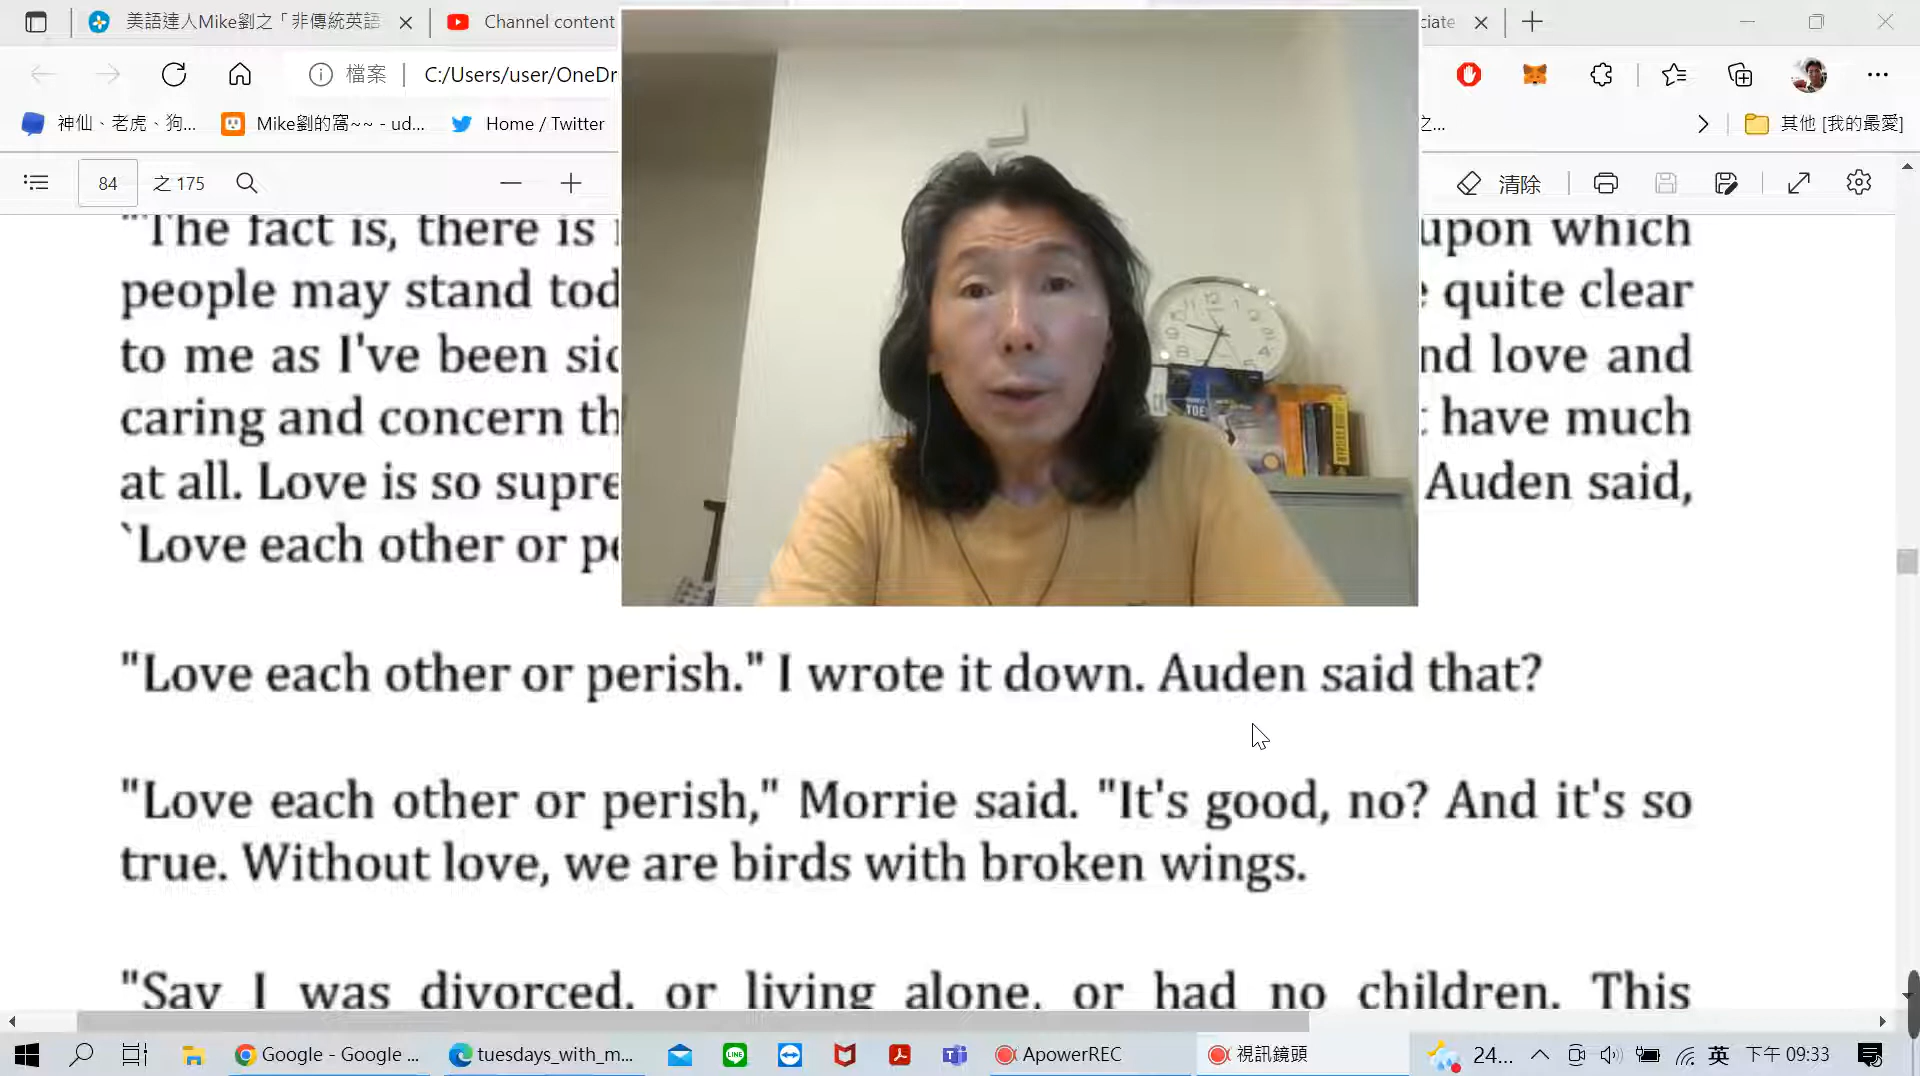 美語達人Mike劉之「非傳統英語
Channel content
ciate
檔案
C:/Users/user/OneDr
神仙、老虎、狗...
Mike劉的窩~~ - ud...
Home / Twitter
之...
其他 [我的最愛]
84
之 175
清除
"The fact is, there is
upon which
people may stand tod
quite clear
to me as I've been sic
nd love and
caring and concern th
have much
at all. Love is so supre
Auden said,
`Love each other or pe
"Love each other or perish." I wrote it down. Auden said that?
"Love each other or perish," Morrie said. "It's good, no? And it's so
true. Without love, we are birds with broken wings.
"Say I was divorced, or living alone, or had no children. This
Google - Google ...
tuesdays_with_m...
LINE
ApowerREC
視訊鏡頭
24...
英
下午 09:33